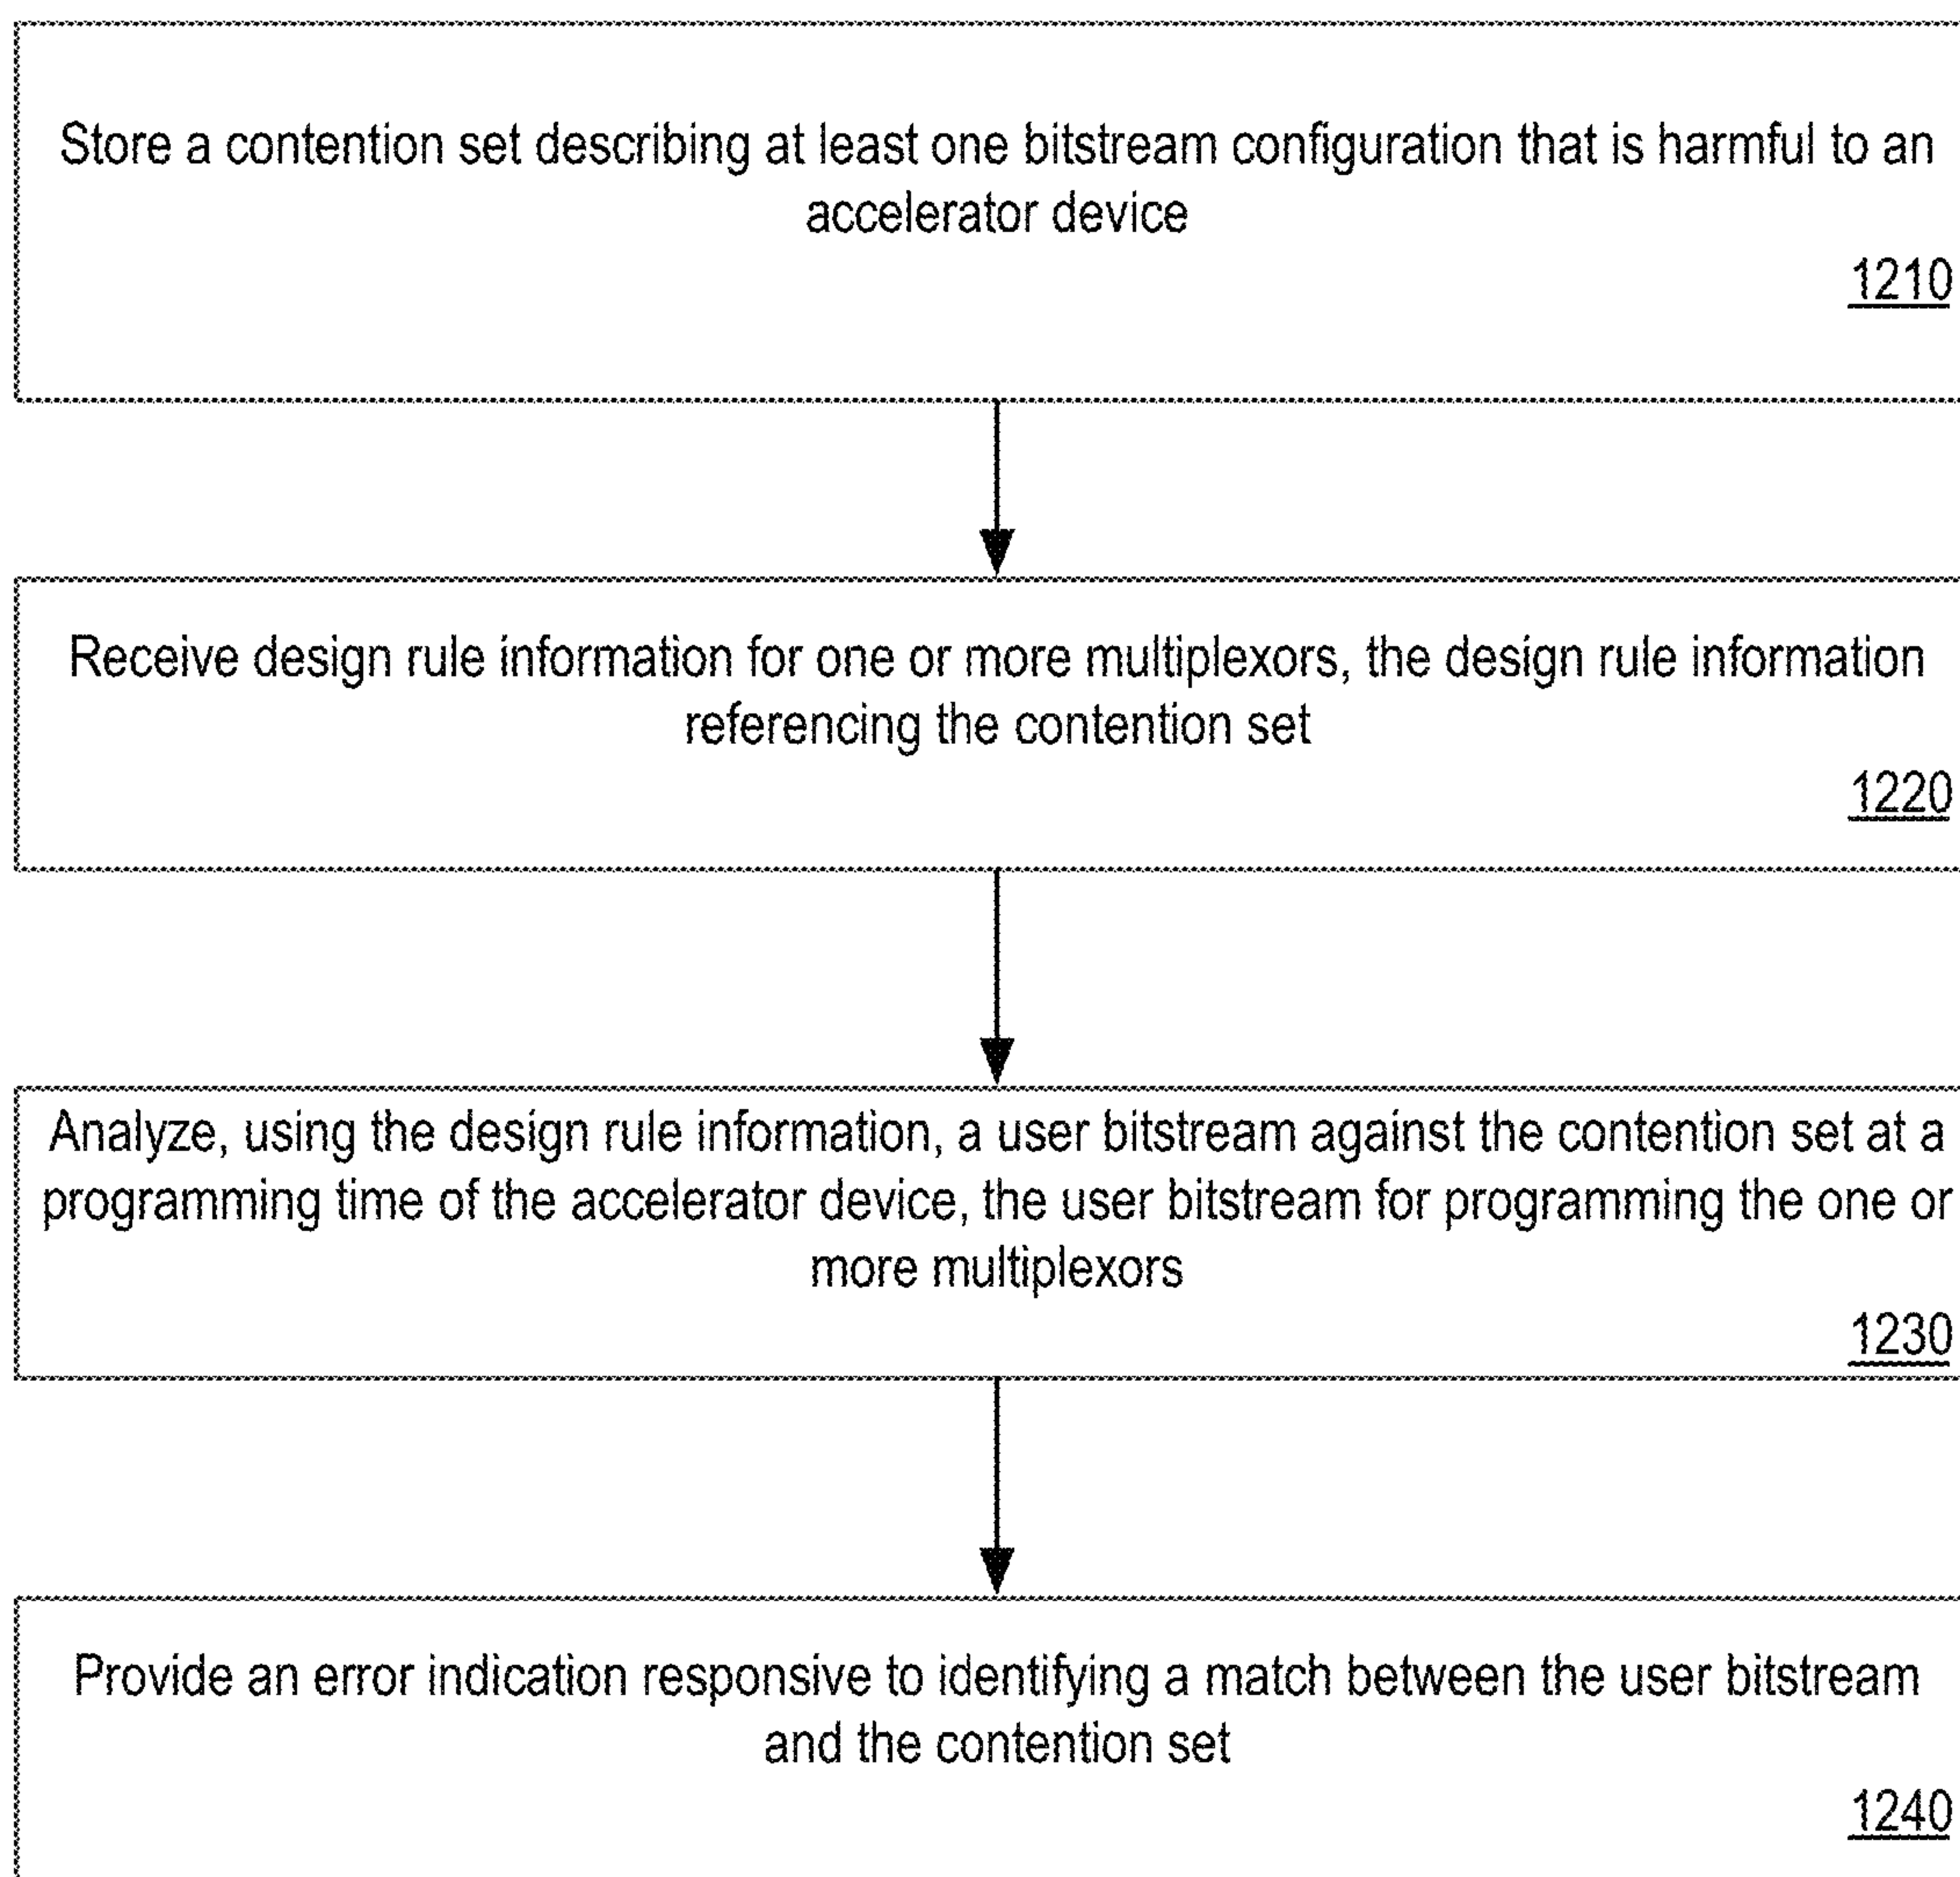 Store a contention set describing at least one bitstream configuration that is harmful to an
accelerator device
1210
Receive design rule information for one or more multiplexors, the design rule information
referencing the contention set
1220
Analyze, using the design rule information, a user bitstream against the contention set at a
programming time of the accelerator device, the user bitstream for programming the one or
more multiplexors
1230
Provide an error indication responsive to identifying a match between the user bitstream
and the contention set
1240